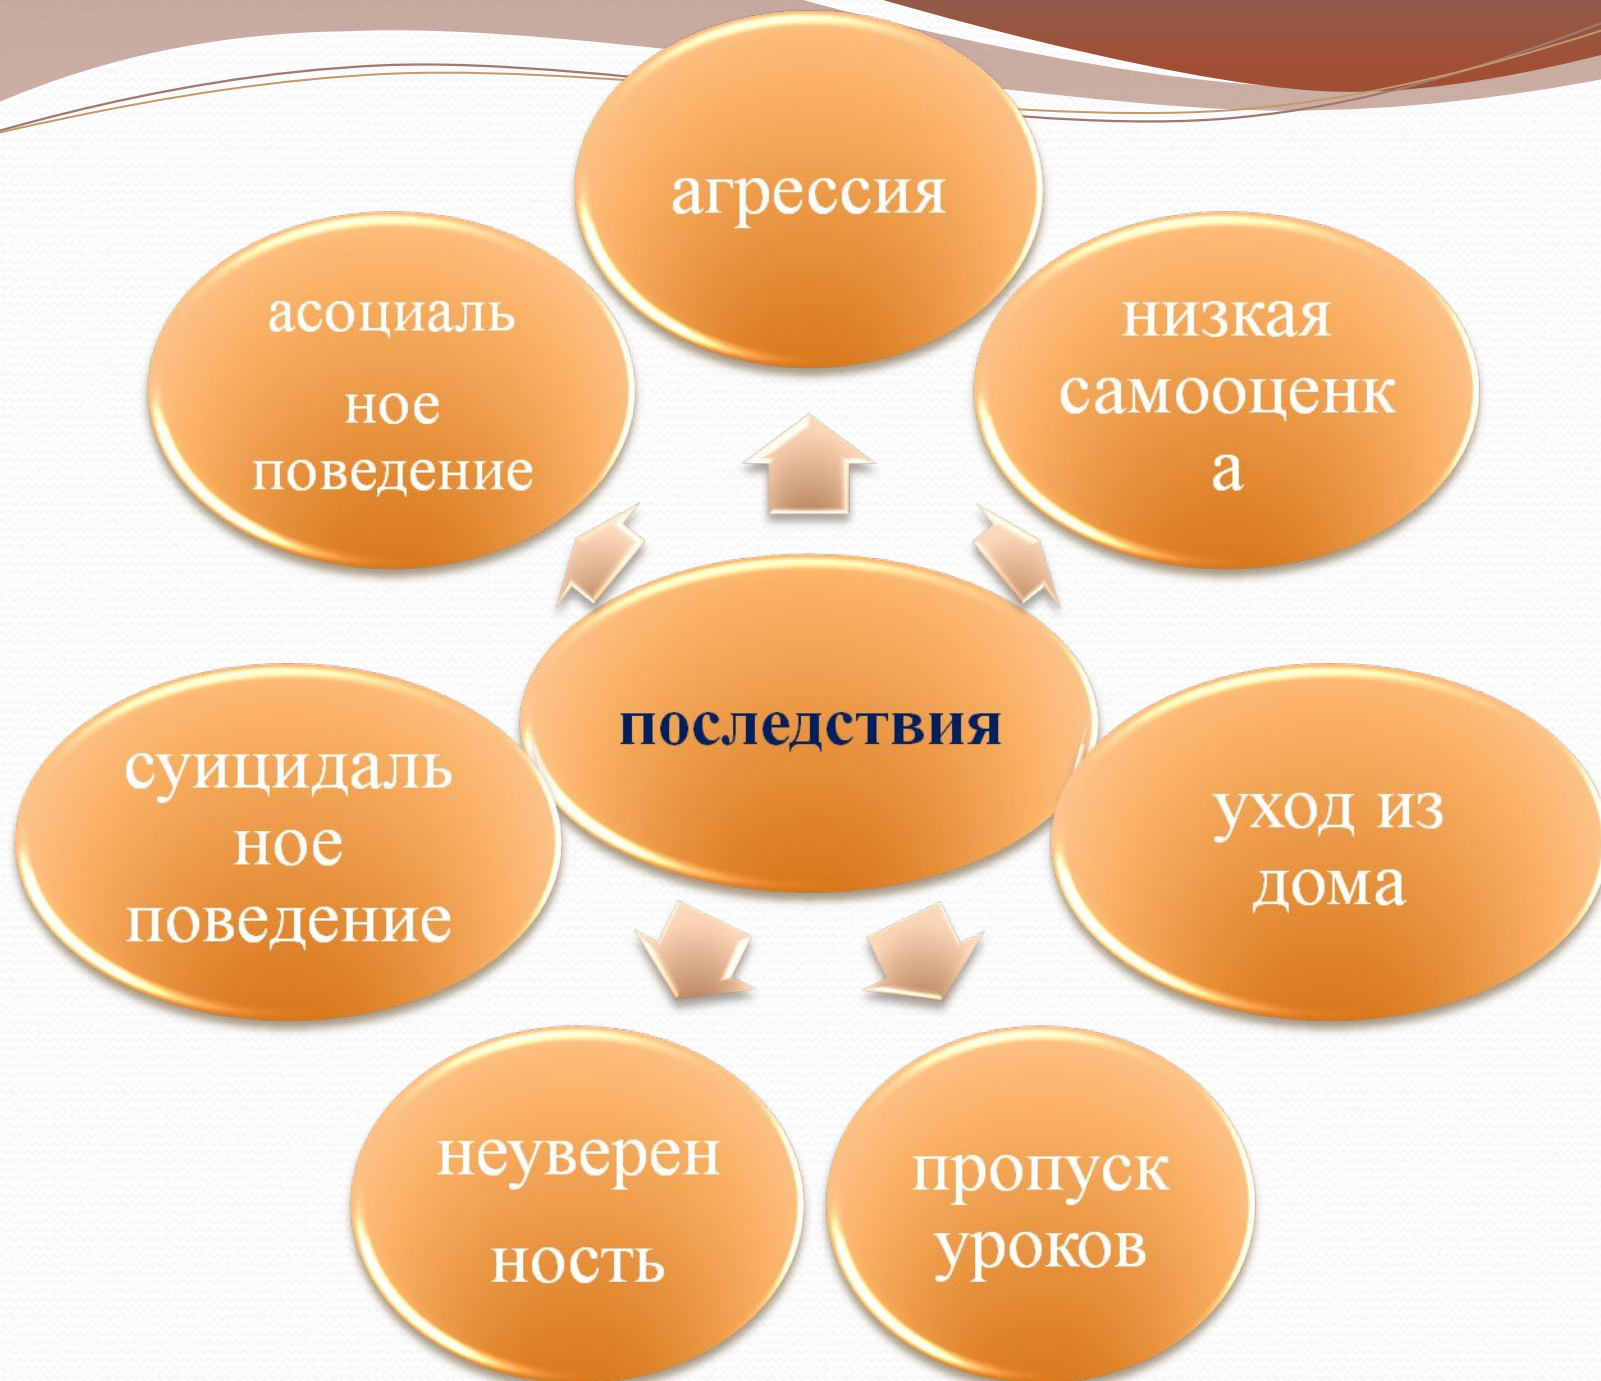 агрессия
асоциаль
ное
поведение
низкая
самооценк
а
последствия
суицидаль
ное
поведение
уход из
дома
неуверен
ность
пропуск
уроков